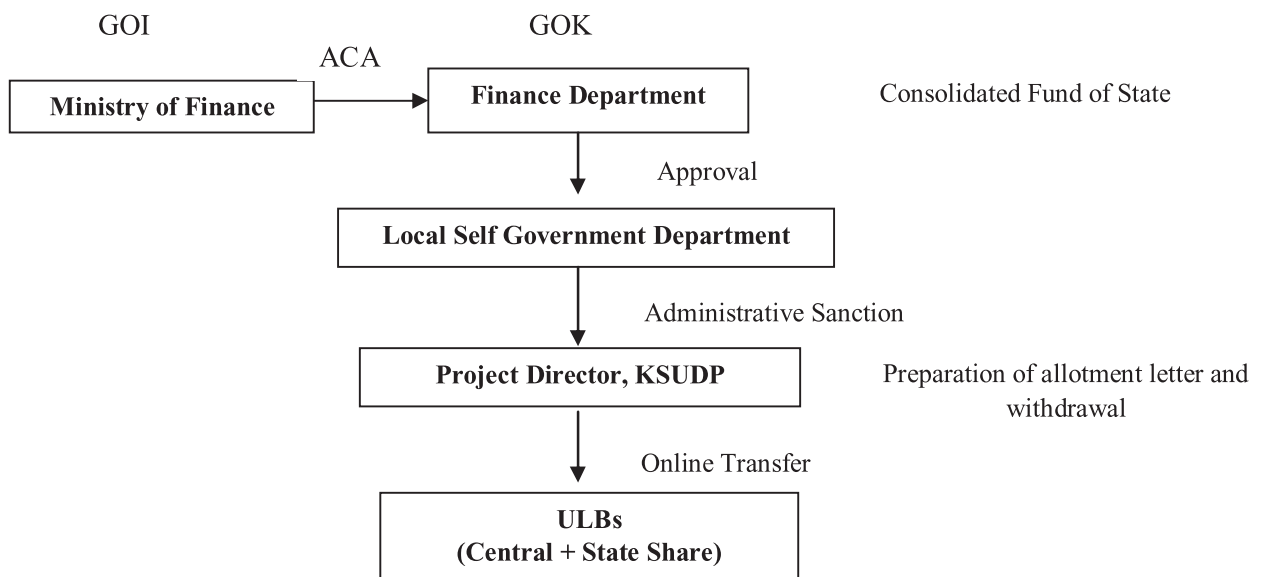 GOI
GOK
ACA
Ministry of Finance
Finance Department
Consolidated Fund of State
Approval
Local Self Government Department
Administrative Sanction
Project Director, KSUDP
Preparation of allotment letter and
withdrawal
Online Transfer
ULBs
(Central + State Share)